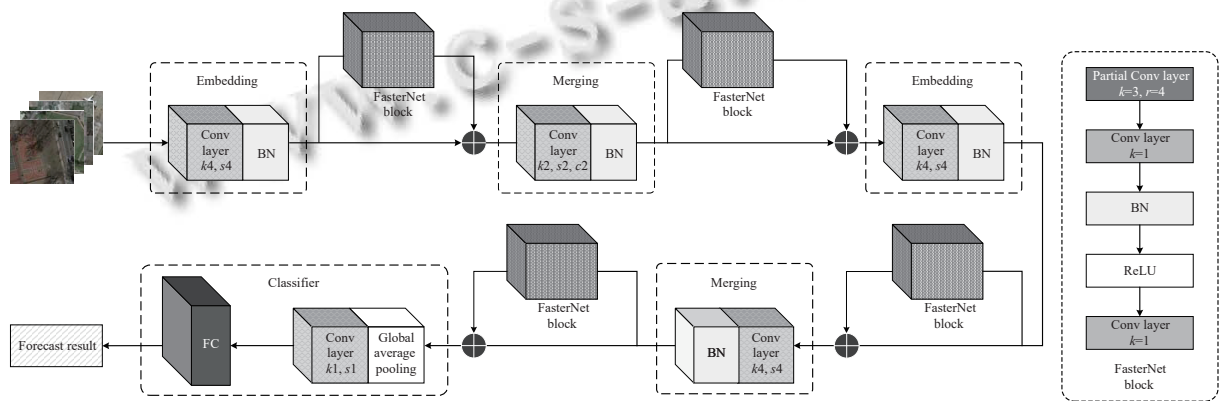 www.c-s-a
Embedding
Conv
layer
k4, s4
BN
FasterNet
block
Merging
Conv
layer
k2, s2, c2
BN
FasterNet
block
Embedding
Conv
layer
k4, s4
BN
Partial Conv layer
k=3, r=4
Conv layer
k=1
BN
ReLU
Conv layer
k=1
FasterNet
block
Forecast result
Classifier
FC
Conv
layer
k1, s1
Global
average
pooling
FasterNet
block
Merging
BN
Conv
layer
k4, s4
FasterNet
block